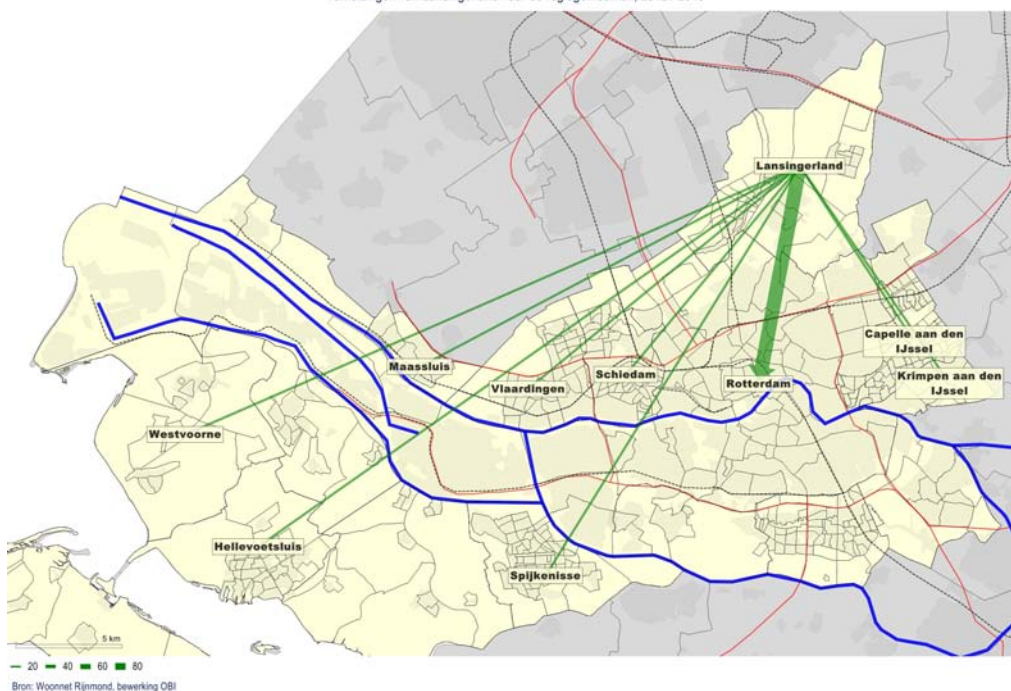 Lansingerland
Capelle aan den
IJssel
Maassluis
Schiedam
Vlaardingen
Rotterdam
Krimpen aan den
IJssel
Westvoorne
Hellevoetsluis
Spijkenisse
5 km
20 40 60 80
Bron: Woonnet Rijnmond, bewerking OBI